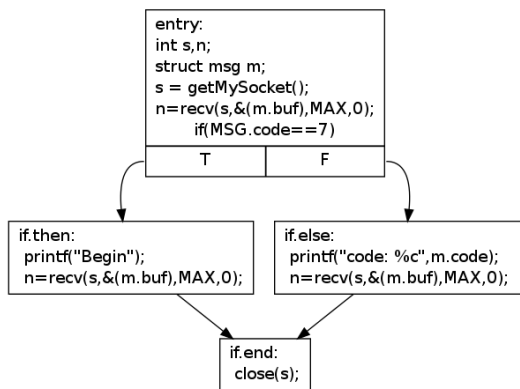 entry:
int s,n;
struct msg m;
s = getMySocket();
n=recv(s,&(m.buf),MAX,0);
if(MSG.code==7)
T F
if.then:
printf("Begin");
n=recv(s,&(m.buf),MAX,0);
if.else:
printf("code: %c",m.code);
n=recv(s,&(m.buf),MAX,0);
if.end:
close(s);